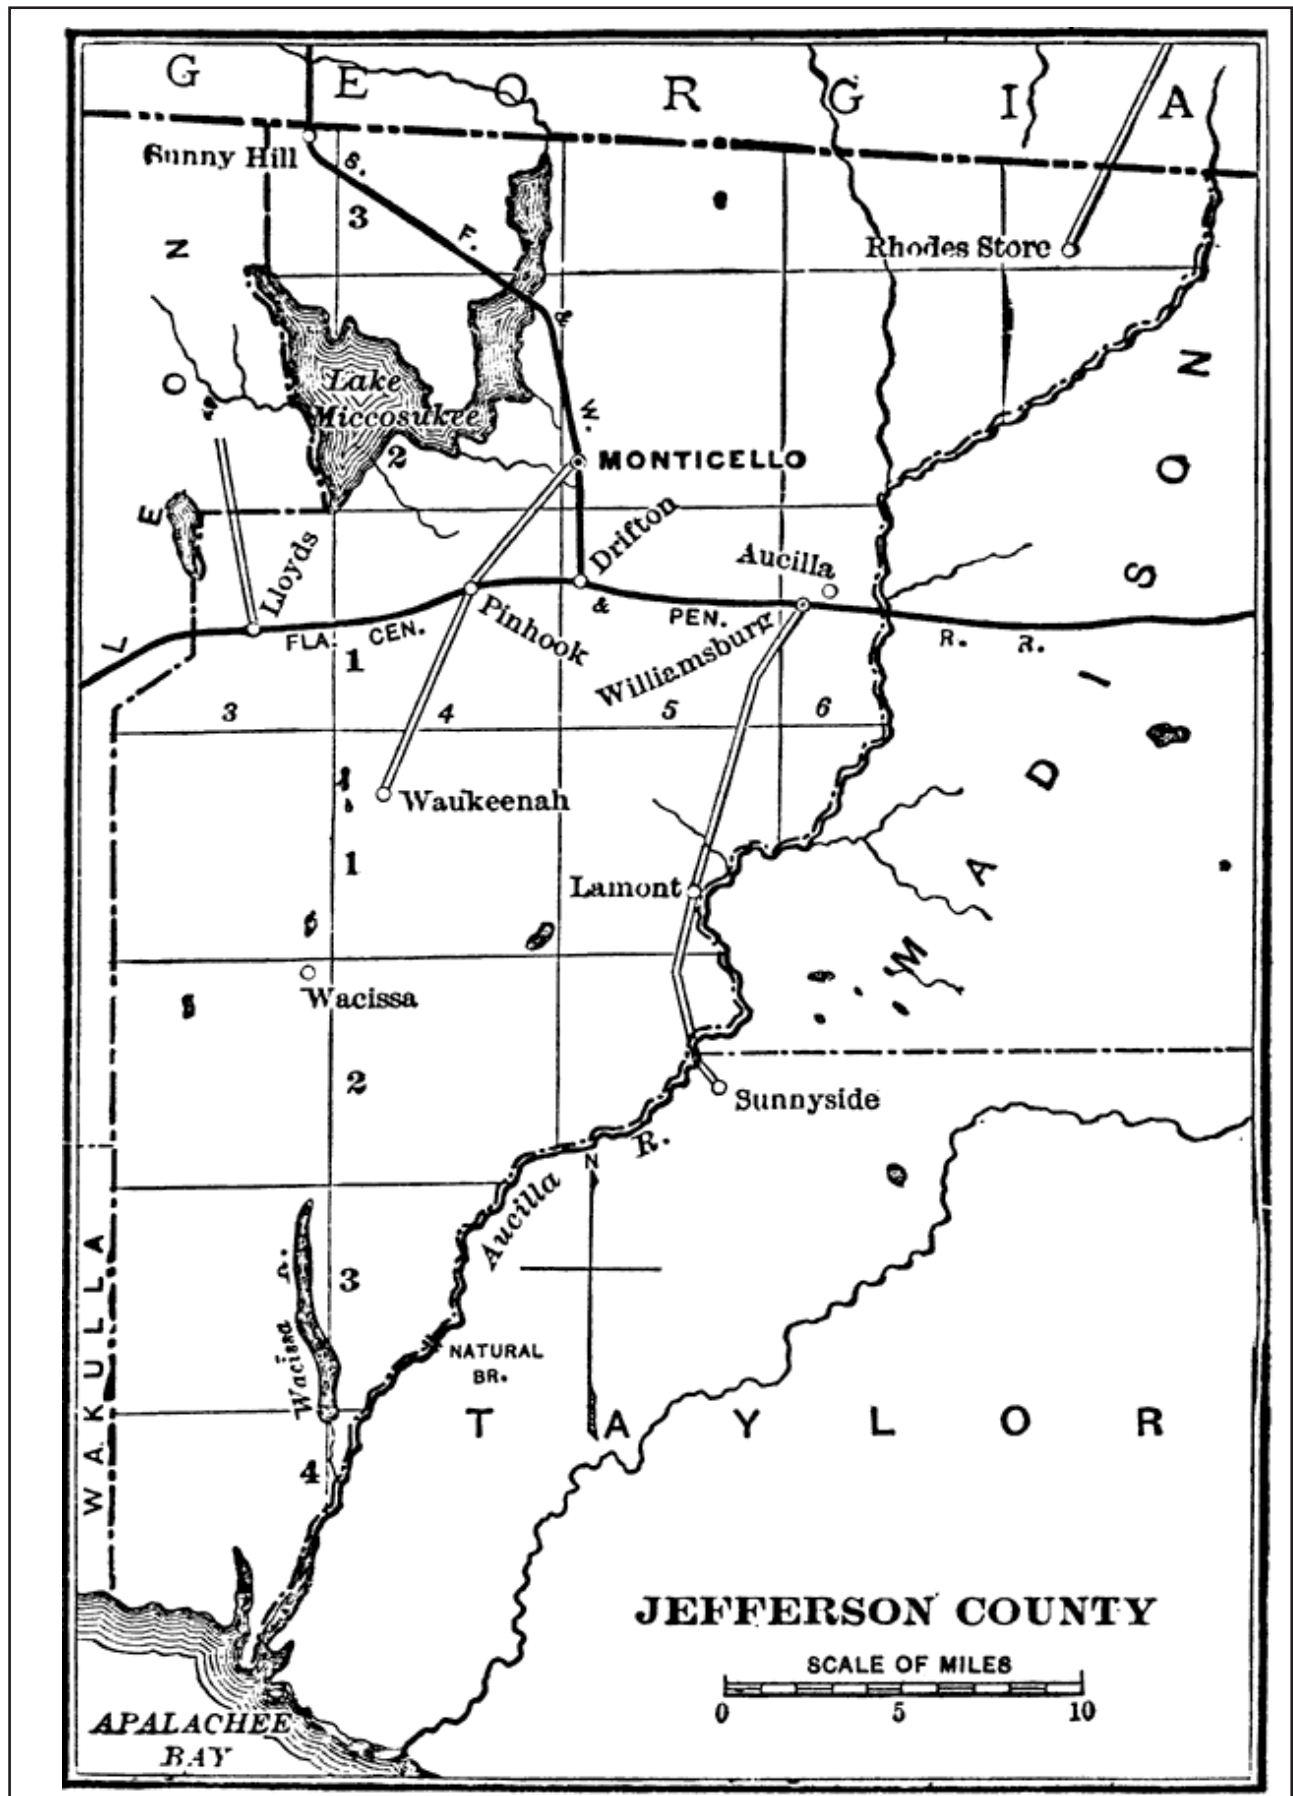 GEORGIA
Sunny Hill
S. F. & W.
3
Rhodes Store
LEON
Lake
Miccosukee
2
MONTICELLO
MADISON
Lloyds
Drifton
Aucilla
Pinhook
Williamsburg
FLA. CEN. & PEN. R. R.
1
3 4 5 6
Waukeenah
1
Lamont
Wacissa
2
Sunnyside
Aucilla R.
N
WAKULLA
Wacissa R.
3
NATURAL
BR.
TAYLOR
4
JEFFERSON COUNTY
SCALE OF MILES
0 5 10
APALACHEE
BAY